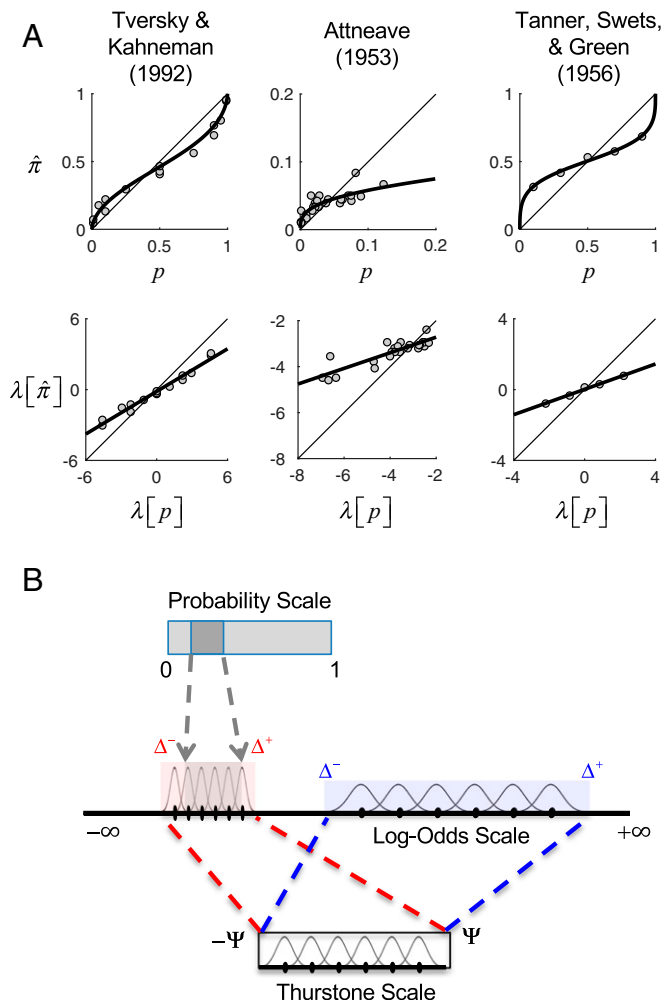 A
Tversky &
Kahneman
(1992)
Attneave
(1953)
Tanner, Swets,
& Green
(1956)
1
0.5
0
0 0.5 1
π̂
p
0.2
0.1
0
0 0.1 0.2
p
1
0.5
0
0 0.5 1
p
6
0
-6
-6 0 6
λ[π̂]
λ[p]
-2
-4
-6
-8
-8 -6 -4 -2
λ[p]
4
0
-4
-4 0 4
λ[p]
B
Probability Scale
0 1
Δ⁻ Δ⁺ Δ⁻ Δ⁺
−∞ Log-Odds Scale +∞
-Ψ Ψ
Thurstone Scale